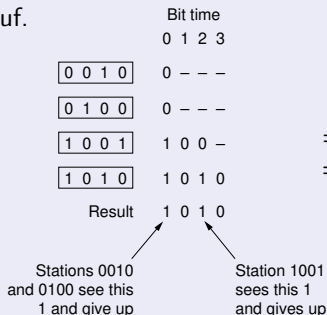 uf.
Bit time
0 1 2 3
0 0 1 0 0 – – –
0 1 0 0 0 – – –
1 0 0 1 1 0 0 –
1 0 1 0 1 0 1 0
Result 1 0 1 0
Stations 0010
and 0100 see this
1 and give up
Station 1001
sees this 1
and gives up